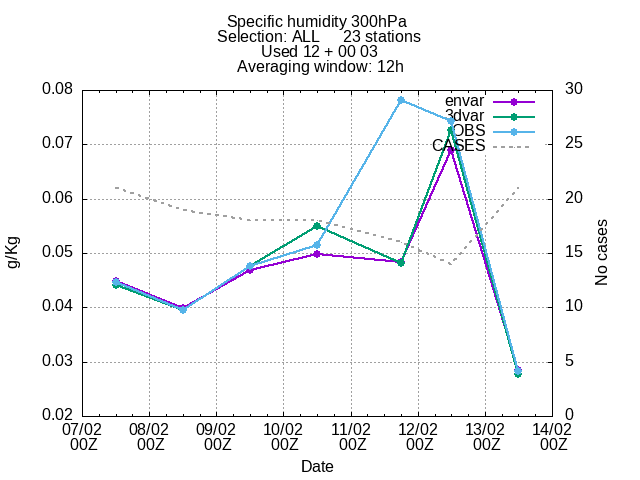 Specific humidity 300hPa
Selection: ALL 23 stations
Used 12 + 00 03
Averaging window: 12h
0.08
0.07
0.06
0.05
0.04
0.03
0.02
g/Kg
envar
3dvar
OBS
CASES
30
25
20
15
10
5
0
No cases
07/02 08/02 09/02 10/02 11/02 12/02 13/02 14/02
00Z 00Z 00Z 00Z 00Z 00Z 00Z 00Z
Date